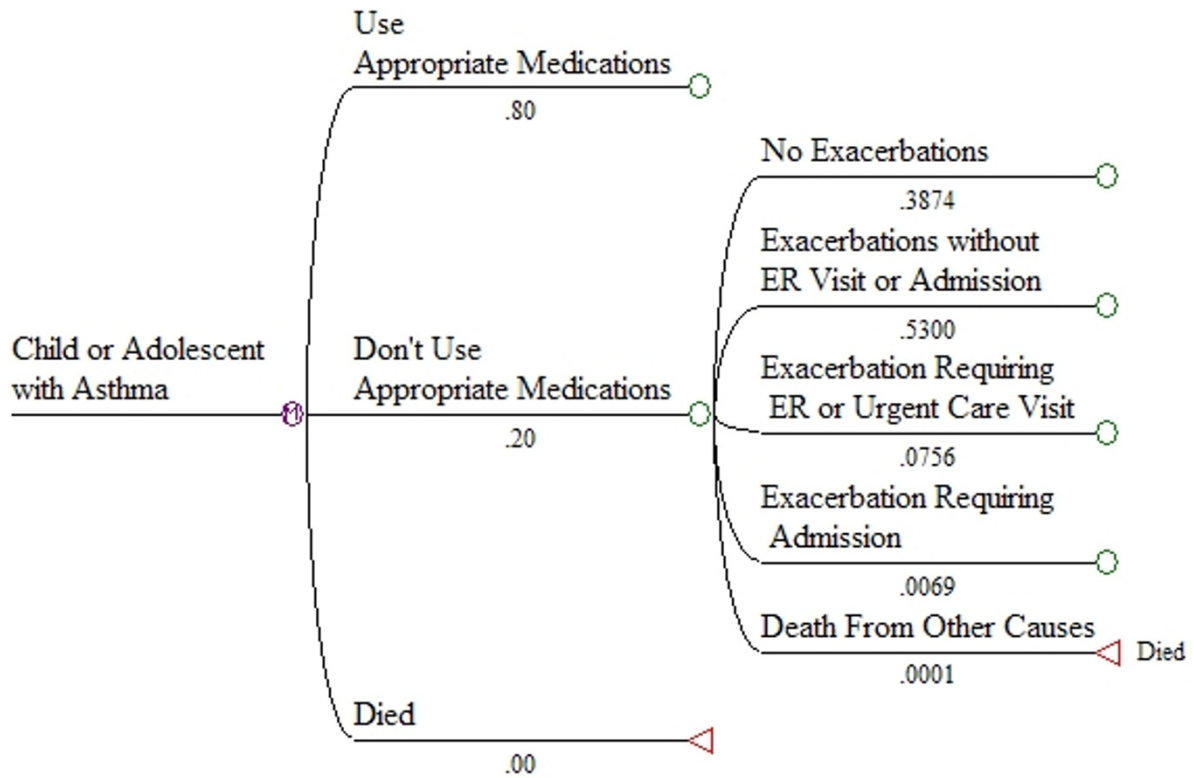 Use
Appropriate Medications
.80
No Exacerbations
.3874
Exacerbations without
ER Visit or Admission
.5300
Child or Adolescent
with Asthma
M
Don't Use
Appropriate Medications
.20
Exacerbation Requiring
ER or Urgent Care Visit
.0756
Exacerbation Requiring
Admission
.0069
Death From Other Causes
.0001
Died
Died
.00